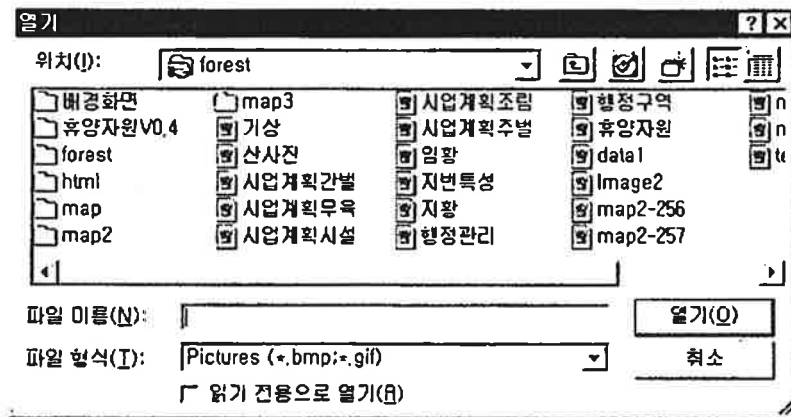 열기
위치(I): forest
배경화면 map3 사업계획조림 행정구역 n
휴양자원V0.4 기상 사업계획주벌 휴양자원 n
forest 산사진 임황 data1 te
html 사업계획간벌 지번특성 Image2
map 사업계획무육 지황 map2-256
map2 사업계획시설 행정관리 map2-257
파일 이름(N): 열기(O)
파일 형식(T): Pictures (*.bmp;*.gif) 취소
읽기 전용으로 열기(R)